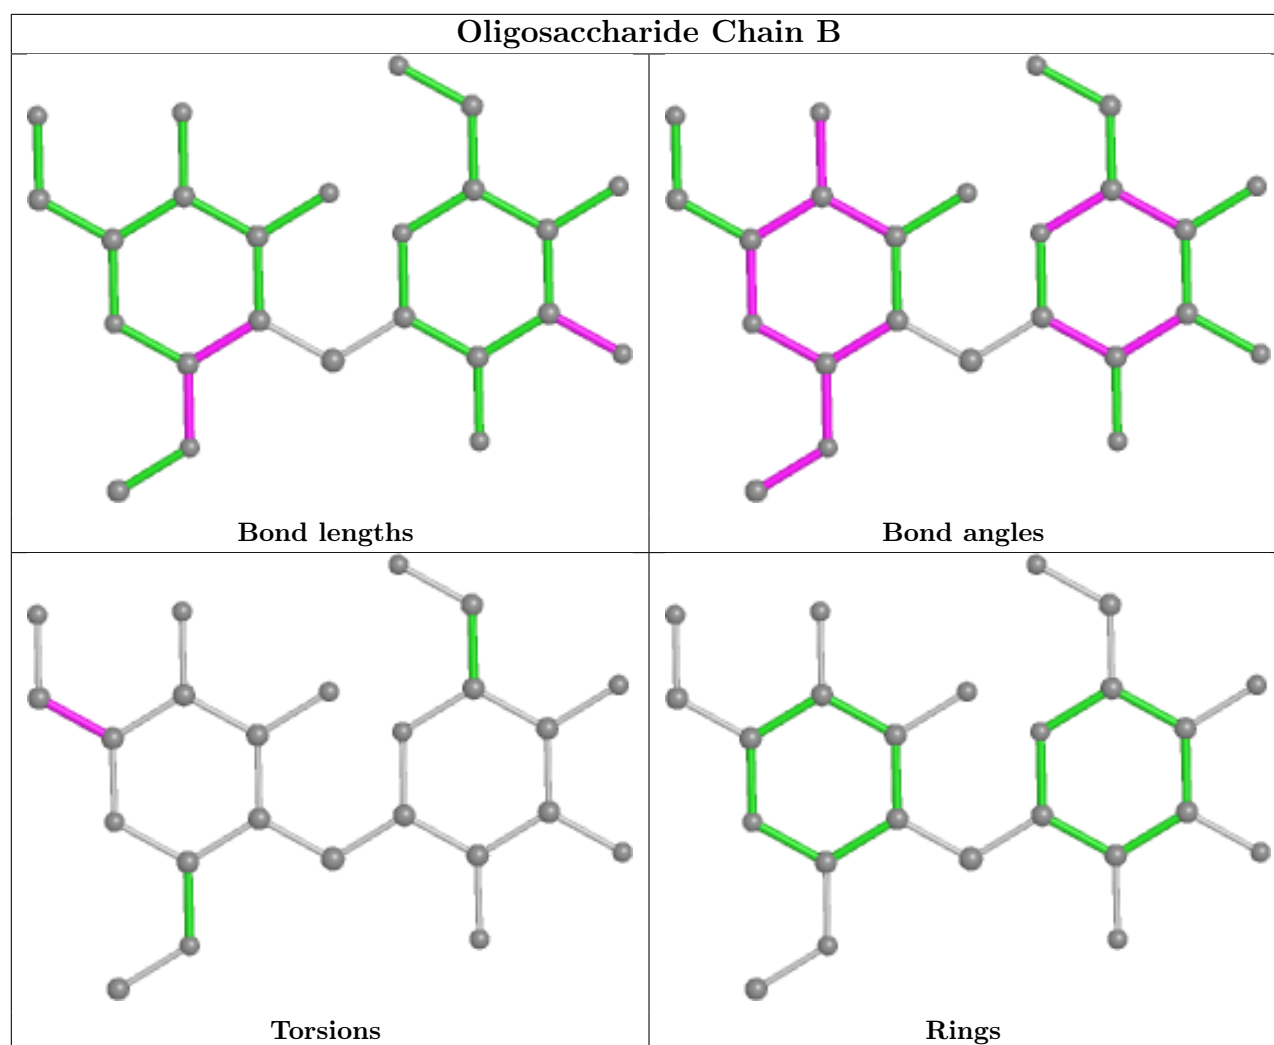 Oligosaccharide Chain B
Bond lengths
Bond angles
Torsions
Rings